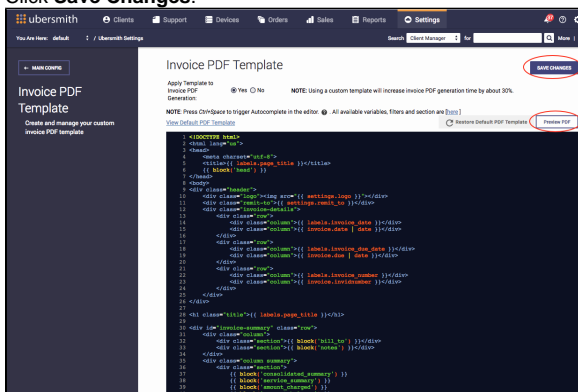 Click Save Changes.
ubersmith Clients Support Devices Orders Sales Reports Settings
You Are Here: default / Ubersmith Settings Search Client Manager for More
← MAIN CONFIG
Invoice PDF Template
SAVE CHANGES
Invoice PDF
Template
Create and manage your custom
invoice PDF template
Apply Template to
Invoice PDF
Generation:
Yes No NOTE: Using a custom template will increase invoice PDF generation time by about 30%.
NOTE: Press Ctrl+Space to trigger Autocomplete in the editor. . All available variables, filters and section are [here]
View Default PDF Template Restore Default PDF Template Preview PDF
1 <!DOCTYPE html>
2 <html lang="us">
3 <head>
4 <meta charset="utf-8">
5 <title>{{ labels.page_title }}</title>
6 {{ block('head') }}
7 </head>
8 <body>
9 <div class="header">
10 <div class="logo"><img src="{{ settings.logo }}"></div>
11 <div class="remit-to">{{ settings.remit_to }}</div>
12 <div class="invoice-details">
13 <div class="row">
14 <div class="column">{{ labels.invoice_date }}</div>
15 <div class="column">{{ invoice.date | date }}</div>
16 </div>
17 <div class="row">
18 <div class="column">{{ labels.invoice_due_date }}</div>
19 <div class="column">{{ invoice.due | date }}</div>
20 </div>
21 <div class="row">
22 <div class="column">{{ labels.invoice_number }}</div>
23 <div class="column">{{ invoice.invidnumber }}</div>
24 </div>
25 </div>
26 </div>
27
28 <h1 class="title">{{ labels.page_title }}</h1>
29
30 <div id="invoice-summary" class="row">
31 <div class="column">
32 <div class="section">{{ block('bill_to') }}</div>
33 <div class="section">{{ block('notes') }}</div>
34 </div>
35 <div class="column summary">
36 <div class="section">
37 {{ block('consolidated_summary') }}
38 {{ block('service_summary') }}
39 {{ block('amount_charged') }}